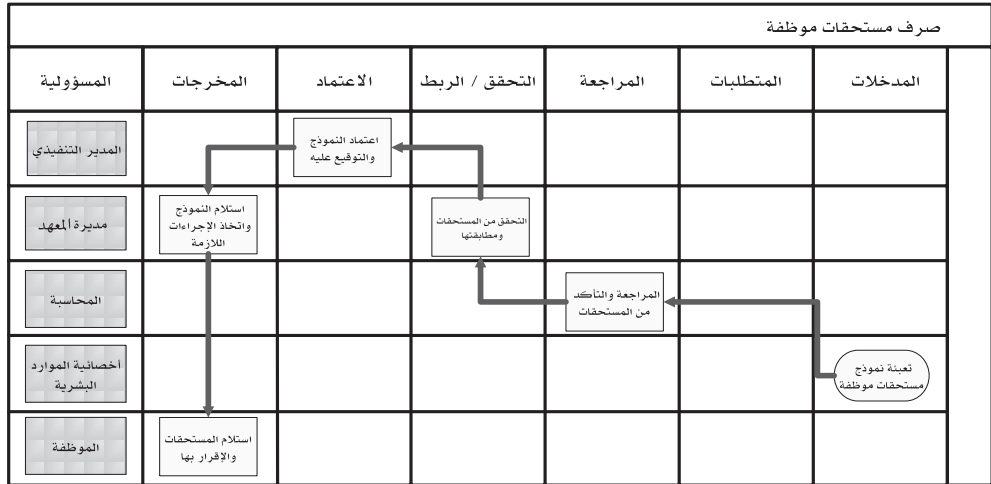 صرف مستحقات موظفة
المدخلات
المتطلبات
المراجعة
التحقق / الربط
الاعتماد
المخرجات
المسؤولية
اعتماد النموذج
والتوقيع عليه
المدير التنفيذي
التحقق من المستحقات
ومطابقتها
استلام النموذج
واتخاذ الإجراءات
اللازمة
مديرة المعهد
المراجعة والتأكد
من المستحقات
المحاسبة
تعبئة نموذج
مستحقات موظفة
أخصائية الموارد
البشرية
استلام المستحقات
والإقرار بها
الموظفة